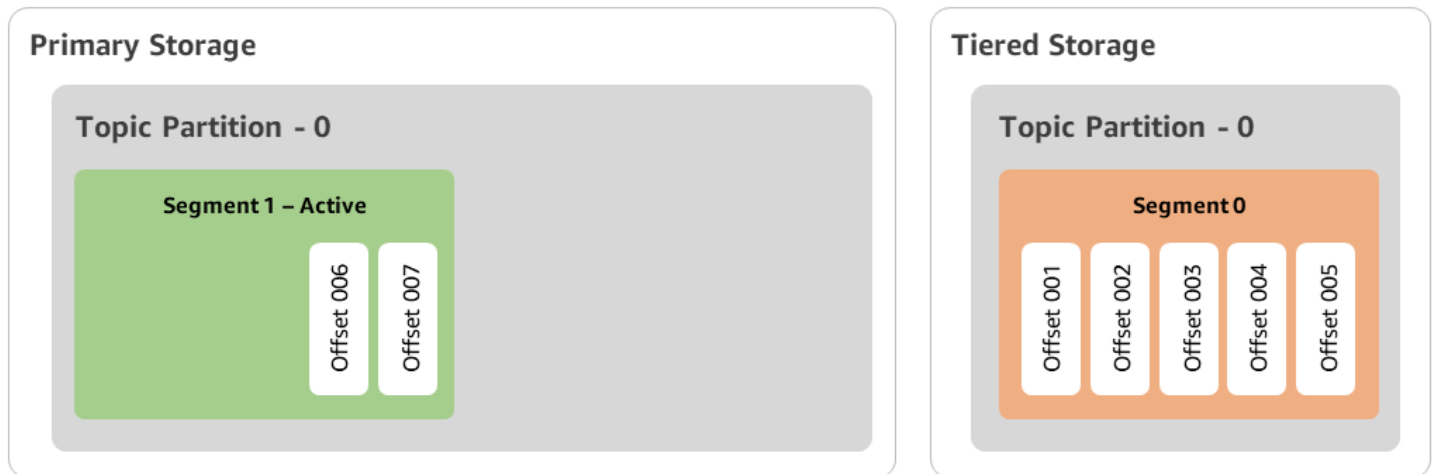 Primary Storage
Topic Partition - 0
Segment 1 – Active
Offset 006
Offset 007
Tiered Storage
Topic Partition - 0
Segment 0
Offset 001
Offset 002
Offset 003
Offset 004
Offset 005